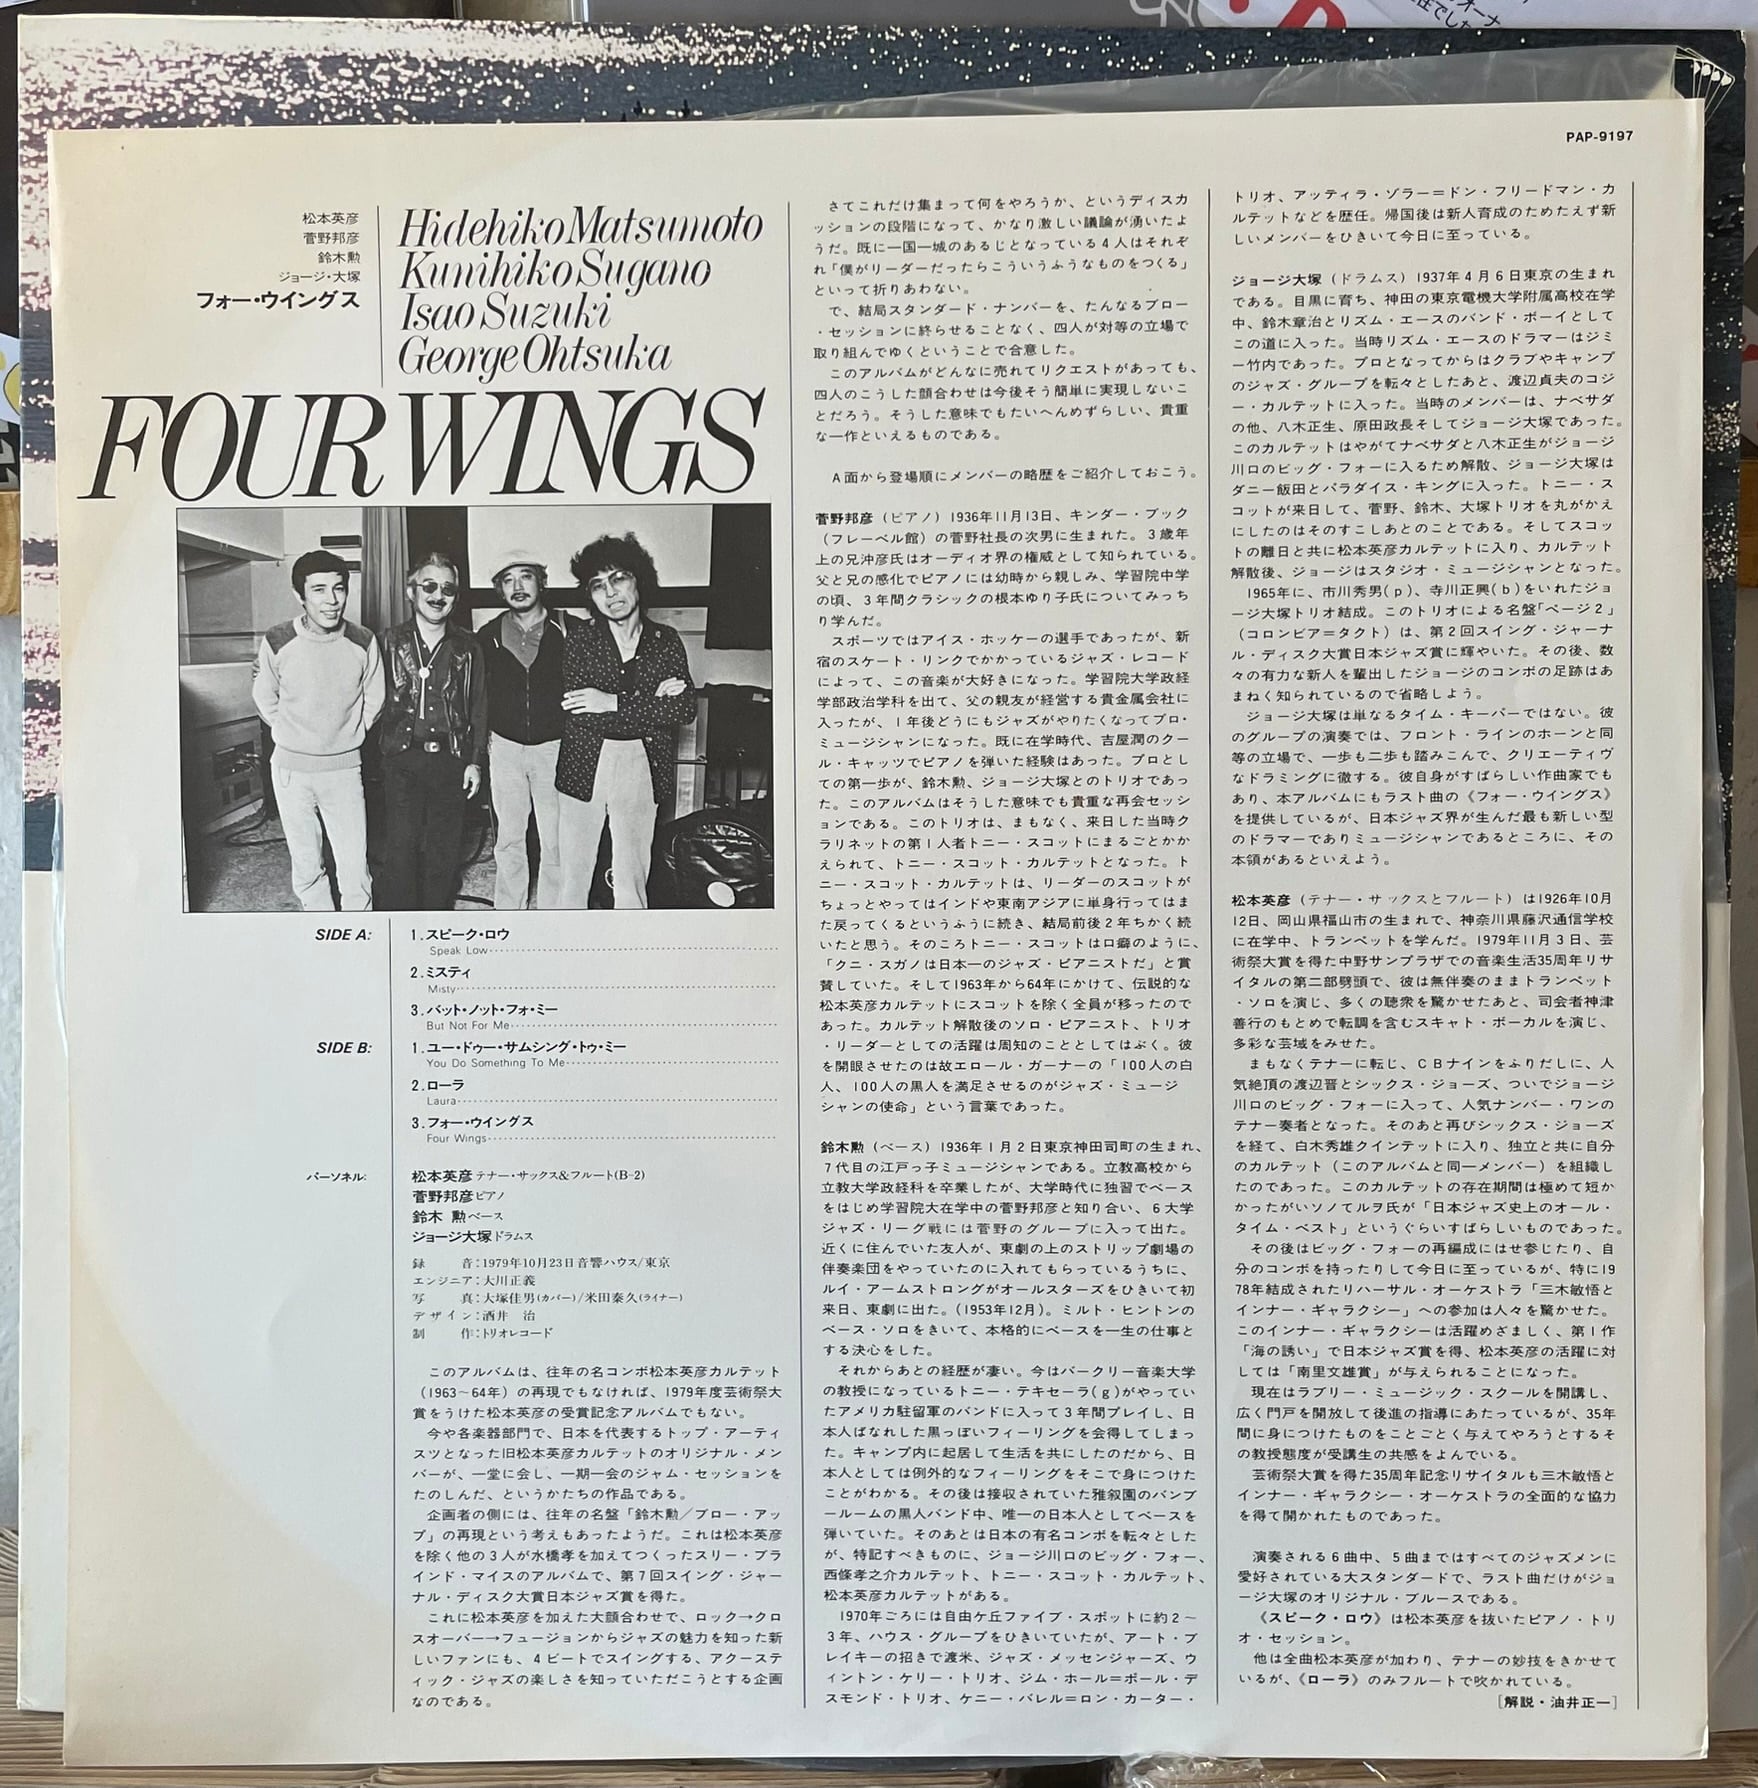 PAP-9197
松本英彦
菅野邦彦
鈴木勲
ジョージ・大塚
フォー・ウイングス
Hidehiko Matsumoto
Kunihiko Sugano
Isao Suzuki
George Ohtsuka
FOUR WINGS
SIDE A:
1.スピーク・ロウ
Speak Low
2.ミスティ
Misty
3.バット・ノット・フォ・ミー
But Not For Me
SIDE B:
1.ユー・ドゥー・サムシング・トゥ・ミー
You Do Something To Me
2.ローラ
Laura
3.フォー・ウイングス
Four Wings
パーソネル:
松本英彦テナー・サックス&フルート(B-2)
菅野邦彦ピアノ
鈴木 勲ベース
ジョージ大塚ドラムス
録 音:1979年10月23日音響ハウス/東京
エンジニア:大川正義
写 真:大塚佳男(カバー)/米田泰久(ライナー)
デザイン:酒井 治
制 作:トリオレコード
このアルバムは、往年の名コンボ松本英彦カルテット
(1963〜64年)の再現でもなければ、1979年度芸術祭大
賞をうけた松本英彦の受賞記念アルバムでもない。
今や各楽器部門で、日本を代表するトップ・アーティ
スツとなった旧松本英彦カルテットのオリジナル・メン
バーが、一堂に会し、一期一会のジャム・セッションを
たのしんだ、というかたちの作品である。
企画者の側には、往年の名盤「鈴木勲/ブロー・アッ
プ」の再現という考えもあったようだ。これは松本英彦
を除く他の3人が水橋孝を加えてつくったスリー・ブラ
インド・マイスのアルバムで、第7回スイング・ジャー
ナル・ディスク大賞日本ジャズ賞を得た。
これに松本英彦を加えた大顔合わせで、ロック→クロ
スオーバー→フュージョンからジャズの魅力を知った新
しいファンにも、4ビートでスイングする、アクーステ
ィック・ジャズの楽しさを知っていただこうとする企画
なのである。
さてこれだけ集まって何をやろうか、というディスカ
ッションの段階になって、かなり激しい議論が湧いたよ
うだ。既に一国一城のあるじとなっている4人はそれぞ
れ「僕がリーダーだったらこういうふうなものをつくる」
といって折りあわない。
で、結局スタンダード・ナンバーを、たんなるブロー
・セッションに終らせることなく、四人が対等の立場で
取り組んでゆくということで合意した。
このアルバムがどんなに売れてリクエストがあっても、
四人のこうした顔合わせは今後そう簡単に実現しないこ
とだろう。そうした意味でもたいへんめずらしい、貴重
な一作といえるものである。
A面から登場順にメンバーの略歴をご紹介しておこう。
菅野邦彦(ピアノ)1936年11月13日、キンダー・ブック
(フレーベル館)の菅野社長の次男に生まれた。3歳年
上の兄沖彦氏はオーディオ界の権威として知られている。
父と兄の感化でピアノには幼時から親しみ、学習院中学
の頃、3年間クラシックの根本ゆり子氏についてみっち
り学んだ。
スポーツではアイス・ホッケーの選手であったが、新
宿のスケート・リンクでかかっているジャズ・レコード
によって、この音楽が大好きになった。学習院大学政経
学部政治学科を出て、父の親友が経営する貴金属会社に
入ったが、1年後どうにもジャズがやりたくなってプロ・
ミュージシャンになった。既に在学時代、吉屋潤のクー
ル・キャッツでピアノを弾いた経験はあった。プロとし
ての第一歩が、鈴木勲、ジョージ大塚とのトリオであっ
た。このアルバムはそうした意味でも貴重な再会セッシ
ョンである。このトリオは、まもなく、来日した当時ク
ラリネットの第1人者トニー・スコットにまるごとかか
えられて、トニー・スコット・カルテットとなった。ト
ニー・スコット・カルテットは、リーダーのスコットが
ちょっとやってはインドや東南アジアに単身行ってはま
た戻ってくるというふうに続き、結局前後2年ちかく続
いたと思う。そのころトニー・スコットは口癖のように、
「クニ・スガノは日本一のジャズ・ピアニストだ」と賞
賛していた。そして1963年から64年にかけて、伝説的な
松本英彦カルテットにスコットを除く全員が移ったので
あった。カルテット解散後のソロ・ピアニスト、トリオ
・リーダーとしての活躍は周知のこととしてはぶく。彼
を開眼させたのは故エロール・ガーナーの「100人の白
人、100人の黒人を満足させるのがジャズ・ミュージ
シャンの使命」という言葉であった。
鈴木勲(ベース)1936年1月2日東京神田司町の生まれ、
7代目の江戸っ子ミュージシャンである。立教高校から
立教大学政経科を卒業したが、大学時代に独習でベース
をはじめ学習院大在学中の菅野邦彦と知り合い、6大学
ジャズ・リーグ戦には菅野のグループに入って出た。
近くに住んでいた友人が、東劇の上のストリップ劇場の
伴奏楽団をやっていたのに入れてもらっているうちに、
ルイ・アームストロングがオールスターズをひきいて初
来日、東劇に出た。(1953年12月)。ミルト・ヒントンの
ベース・ソロをきいて、本格的にベースを一生の仕事と
する決心をした。
それからあとの経歴が凄い。今はバークリー音楽大学
の教授になっているトニー・テキセーラ(g)がやってい
たアメリカ駐留軍のバンドに入って3年間プレイし、日
本人ばなれした黒っぽいフィーリングを会得してしまっ
た。キャンプ内に起居して生活を共にしたのだから、日
本人としては例外的なフィーリングをそこで身につけた
ことがわかる。その後は接収されていた雅叙園のバンブ
ールームの黒人バンド中、唯一の日本人としてベースを
弾いていた。そのあとは日本の有名コンボを転々とした
が、特記すべきものに、ジョージ川口のビッグ・フォー、
西條孝之介カルテット、トニー・スコット・カルテット、
松本英彦カルテットがある。
1970年ごろには自由ケ丘ファイブ・スポットに約2〜
3年、ハウス・グループをひきいていたが、アート・ブ
レイキーの招きで渡米、ジャズ・メッセンジャーズ、ウ
ィントン・ケリー・トリオ、ジム・ホール=ポール・デ
スモンド・トリオ、ケニー・バレル=ロン・カーター・
トリオ、アッティラ・ゾラー=ドン・フリードマン・カ
ルテットなどを歴任。帰国後は新人育成のためたえず新
しいメンバーをひきいて今日に至っている。
ジョージ大塚(ドラムス)1937年4月6日東京の生まれ
である。目黒に育ち、神田の東京電機大学附属高校在学
中、鈴木章治とリズム・エースのバンド・ボーイとして
この道に入った。当時リズム・エースのドラマーはジミ
ー竹内であった。プロとなってからはクラブやキャンプ
のジャズ・グループを転々としたあと、渡辺貞夫のコジ
ー・カルテットに入った。当時のメンバーは、ナベサダ
の他、八木正生、原田政長そしてジョージ大塚であった。
このカルテットはやがてナベサダと八木正生がジョージ
川口のビッグ・フォーに入るため解散、ジョージ大塚は
ダニー飯田とパラダイス・キングに入った。トニー・ス
コットが来日して、菅野、鈴木、大塚トリオを丸がかえ
にしたのはそのすこしあとのことである。そしてスコッ
トの離日と共に松本英彦カルテットに入り、カルテット
解散後、ジョージはスタジオ・ミュージシャンとなった。
1965年に、市川秀男(p)、寺川正興(b)をいれたジョ
ージ大塚トリオ結成。このトリオによる名盤「ページ2」
(コロンビア=タクト)は、第2回スイング・ジャーナ
ル・ディスク大賞日本ジャズ賞に輝やいた。その後、数
々の有力な新人を輩出したジョージのコンボの足跡はあ
まねく知られているので省略しよう。
ジョージ大塚は単なるタイム・キーパーではない。彼
のグループの演奏では、フロント・ラインのホーンと同
等の立場で、一歩も二歩も踏みこんで、クリエーティヴ
なドラミングに徹する。彼自身がすばらしい作曲家でも
あり、本アルバムにもラスト曲の《フォー・ウイングス》
を提供しているが、日本ジャズ界が生んだ最も新しい型
のドラマーでありミュージシャンであるところに、その
本領があるといえよう。
松本英彦(テナー・サックスとフルート)は1926年10月
12日、岡山県福山市の生まれで、神奈川県藤沢通信学校
に在学中、トランペットを学んだ。1979年11月3日、芸
術祭大賞を得た中野サンプラザでの音楽生活35周年リサ
イタルの第二部劈頭で、彼は無伴奏のままトランペット
・ソロを演じ、多くの聴衆を驚かせたあと、司会者神津
善行のもとめで転調を含むスキャト・ボーカルを演じ、
多彩な芸域をみせた。
まもなくテナーに転じ、CBナインをふりだしに、人
気絶頂の渡辺晋とシックス・ジョーズ、ついでジョージ
川口のビッグ・フォーに入って、人気ナンバー・ワンの
テナー奏者となった。そのあと再びシックス・ジョーズ
を経て、白木秀雄クインテットに入り、独立と共に自分
のカルテット(このアルバムと同一メンバー)を組織し
たのであった。このカルテットの存在期間は極めて短か
かったがいソノてルヲ氏が「日本ジャズ史上のオール・
タイム・ベスト」というぐらいすばらしいものであった。
その後はビッグ・フォーの再編成にはせ参じたり、自
分のコンボを持ったりして今日に至っているが、特に19
78年結成されたリハーサル・オーケストラ「三木敏悟と
インナー・ギャラクシー」への参加は人々を驚かせた。
このインナー・ギャラクシーは活躍めざましく、第1作
「海の誘い」で日本ジャズ賞を得、松本英彦の活躍に対
しては「南里文雄賞」が与えられることになった。
現在はラブリー・ミュージック・スクールを開講し、
広く門戸を開放して後進の指導にあたっているが、35年
間に身につけたものをことごとく与えてやろうとするそ
の教授態度が受講生の共感をよんでいる。
芸術祭大賞を得た35周年記念リサイタルも三木敏悟と
インナー・ギャラクシー・オーケストラの全面的な協力
を得て開かれたものであった。
演奏される6曲中、5曲まではすべてのジャズメンに
愛好されている大スタンダードで、ラスト曲だけがジョ
ージ大塚のオリジナル・ブルースである。
《スピーク・ロウ》は松本英彦を抜いたピアノ・トリ
オ・セッション。
他は全曲松本英彦が加わり、テナーの妙技をきかせて
いるが、《ローラ》のみフルートで吹かれている。
[解説・油井正一]